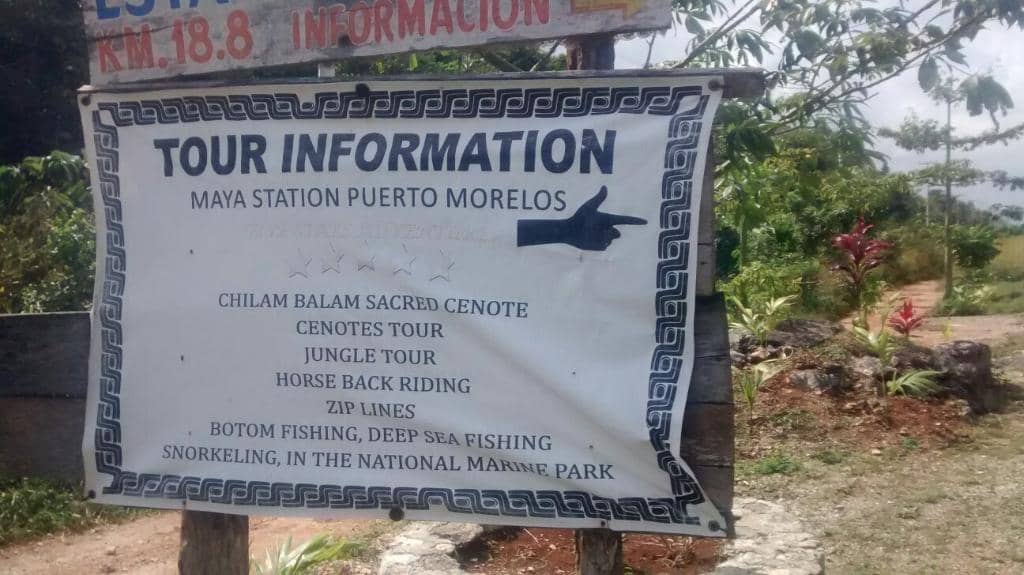 KM.18.8 INFORMACIÓN
TOUR INFORMATION
MAYA STATION PUERTO MORELOS
CHILAM BALAM SACRED CENOTE
CENOTES TOUR
JUNGLE TOUR
HORSE BACK RIDING
ZIP LINES
BOTOM FISHING, DEEP SEA FISHING
SNORKELING, IN THE NATIONAL MARINE PARK